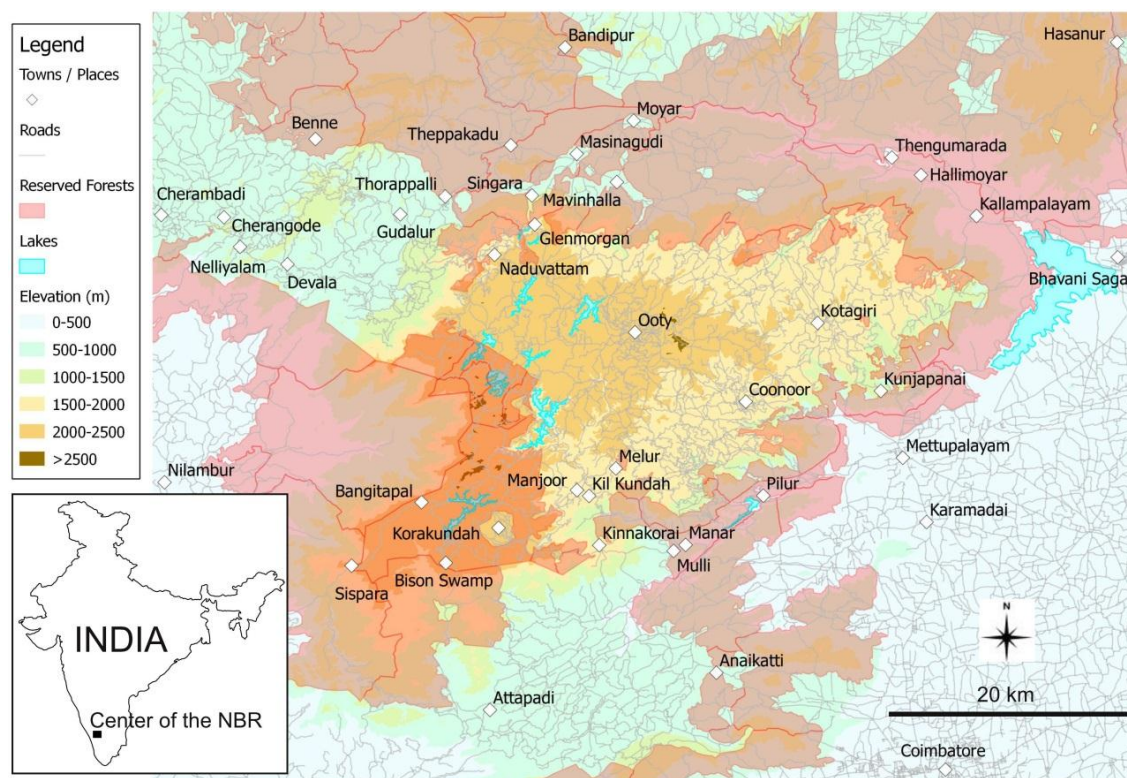 Legend
Towns / Places
Roads
Reserved Forests
Lakes
Elevation (m)
0-500
500-1000
1000-1500
1500-2000
2000-2500
>2500
Bandipur
Hasanur
Moyar
Benne
Theppakadu
Masinagudi
Thengumarada
Hallimoyar
Cherambadi
Thorappalli
Singara
Mavinhalla
Kallampalayam
Cherangode
Gudalur
Glenmorgan
Nelliyalam
Naduvattam
Devala
Bhavani Saga
Ooty
Kotagiri
Kunjapanai
Coonoor
Mettupalayam
Nilambur
Melur
Manjoor
Kil Kundah
Pilur
Bangitapal
Karamadai
Korakundah
Kinnakorai
Manar
Mulli
Sispara
Bison Swamp
N
Anaikatti
20 km
Attapadi
Coimbatore
INDIA
Center of the NBR